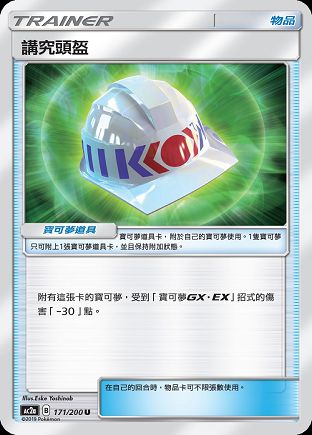 TRAINER 物品
講究頭盔
寶可夢道具
寶可夢道具卡，附於自己的寶可夢使用。1隻寶可夢
只可附上1張寶可夢道具卡，並且保持附加狀態。
附有這張卡的寶可夢，受到「寶可夢GX・EX」招式的傷
害「-30」點。
Illus.Eske Yoshinob
AC2a B 171/200 U
©2019 Pokémon
在自己的回合時，物品卡可不限張數使用。